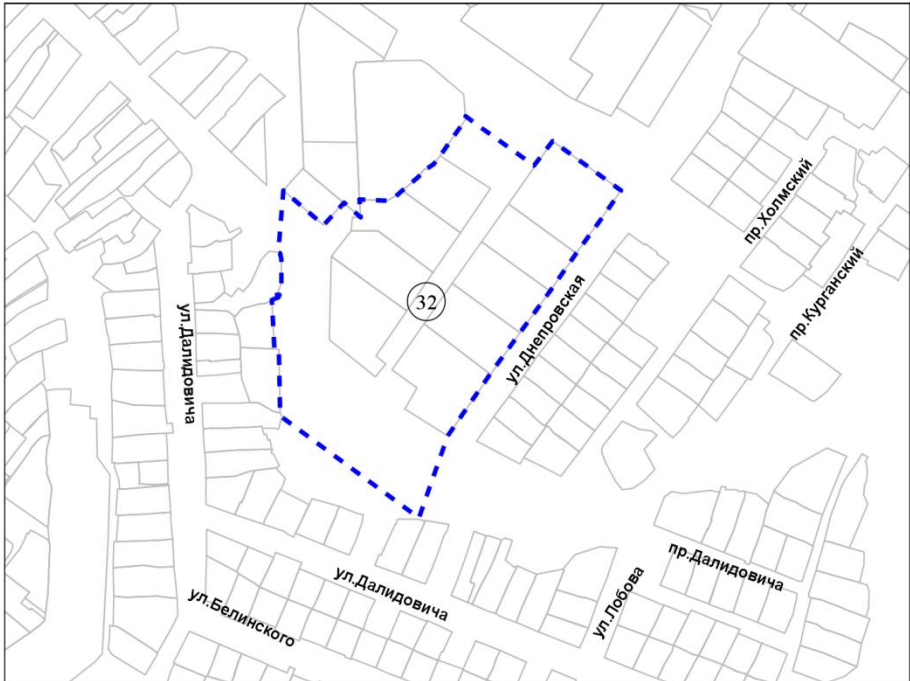 пр.Холмский
пр.Курганский
32
ул.Днепровская
ул.Далидовича
пр.Далидовича
ул.Далидовича
ул.Лобова
ул.Белинского